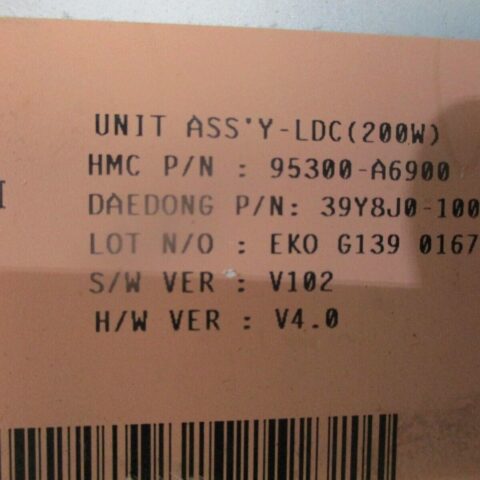 UNIT ASS'Y-LDC(200W)
HMC P/N : 95300-A6900
DAEDONG P/N: 39Y8J0-100
LOT N/O : EKO G139 0167
S/W VER : V102
H/W VER : V4.0